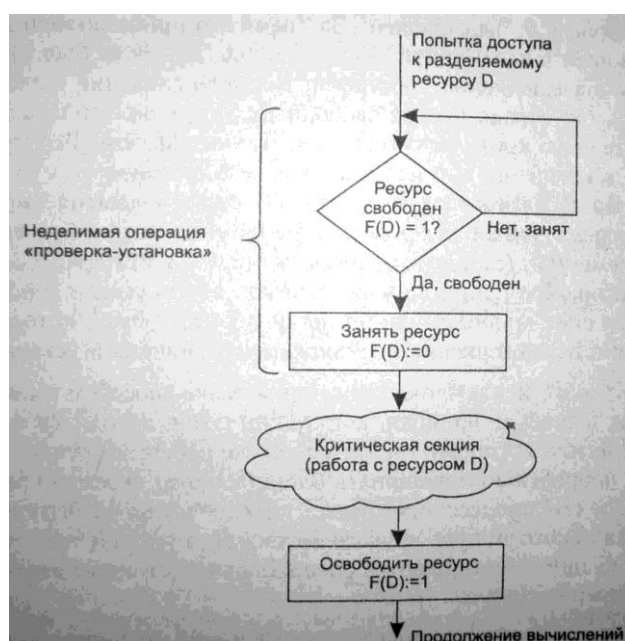 Попытка доступа
к разделяемому
ресурсу D
Ресурс
свободен
F(D) = 1?
Нет, занят
Неделимая операция
«проверка-установка»
Да, свободен
Занять ресурс
F(D):=0
Критическая секция
(работа с ресурсом D)
Освободить ресурс
F(D):=1
Продолжение вычислений